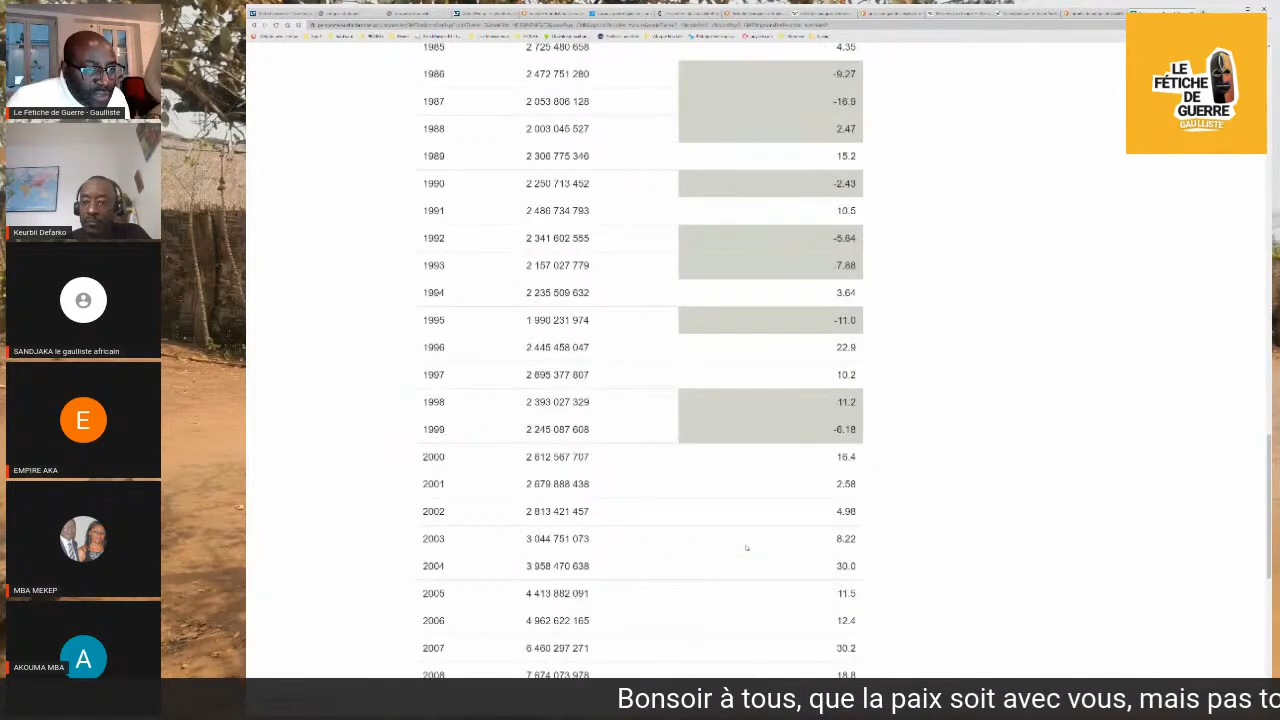 Le Fétiche de Guerre - Gaulliste
Keurbil Defarko
SANDJAKA le gaulliste africain
E
EMPIRE AKA
MBA MEKEP
A
AKOUMA MBA
1985 2 725 480 658 4.35
1986 2 472 751 280 -9.27
1987 2 053 806 128 -16.9
1988 2 003 045 527 2.47
1989 2 306 775 346 15.2
1990 2 250 713 452 -2.43
1991 2 486 734 793 10.5
1992 2 341 602 555 -5.84
1993 2 157 027 779 -7.88
1994 2 235 509 632 3.64
1995 1 990 231 974 -11.0
1996 2 445 458 047 22.9
1997 2 695 377 807 10.2
1998 2 393 027 329 -11.2
1999 2 245 087 608 -6.18
2000 2 612 567 707 16.4
2001 2 679 888 438 2.58
2002 2 813 421 457 4.98
2003 3 044 751 073 8.22
2004 3 958 470 638 30.0
2005 4 413 882 091 11.5
2006 4 962 622 165 12.4
2007 6 460 297 271 30.2
2008 7 674 073 978 18.8
LE
FÉTICHE
DE
GUERRE
GAULLISTE
Bonsoir à tous, que la paix soit avec vous, mais pas to